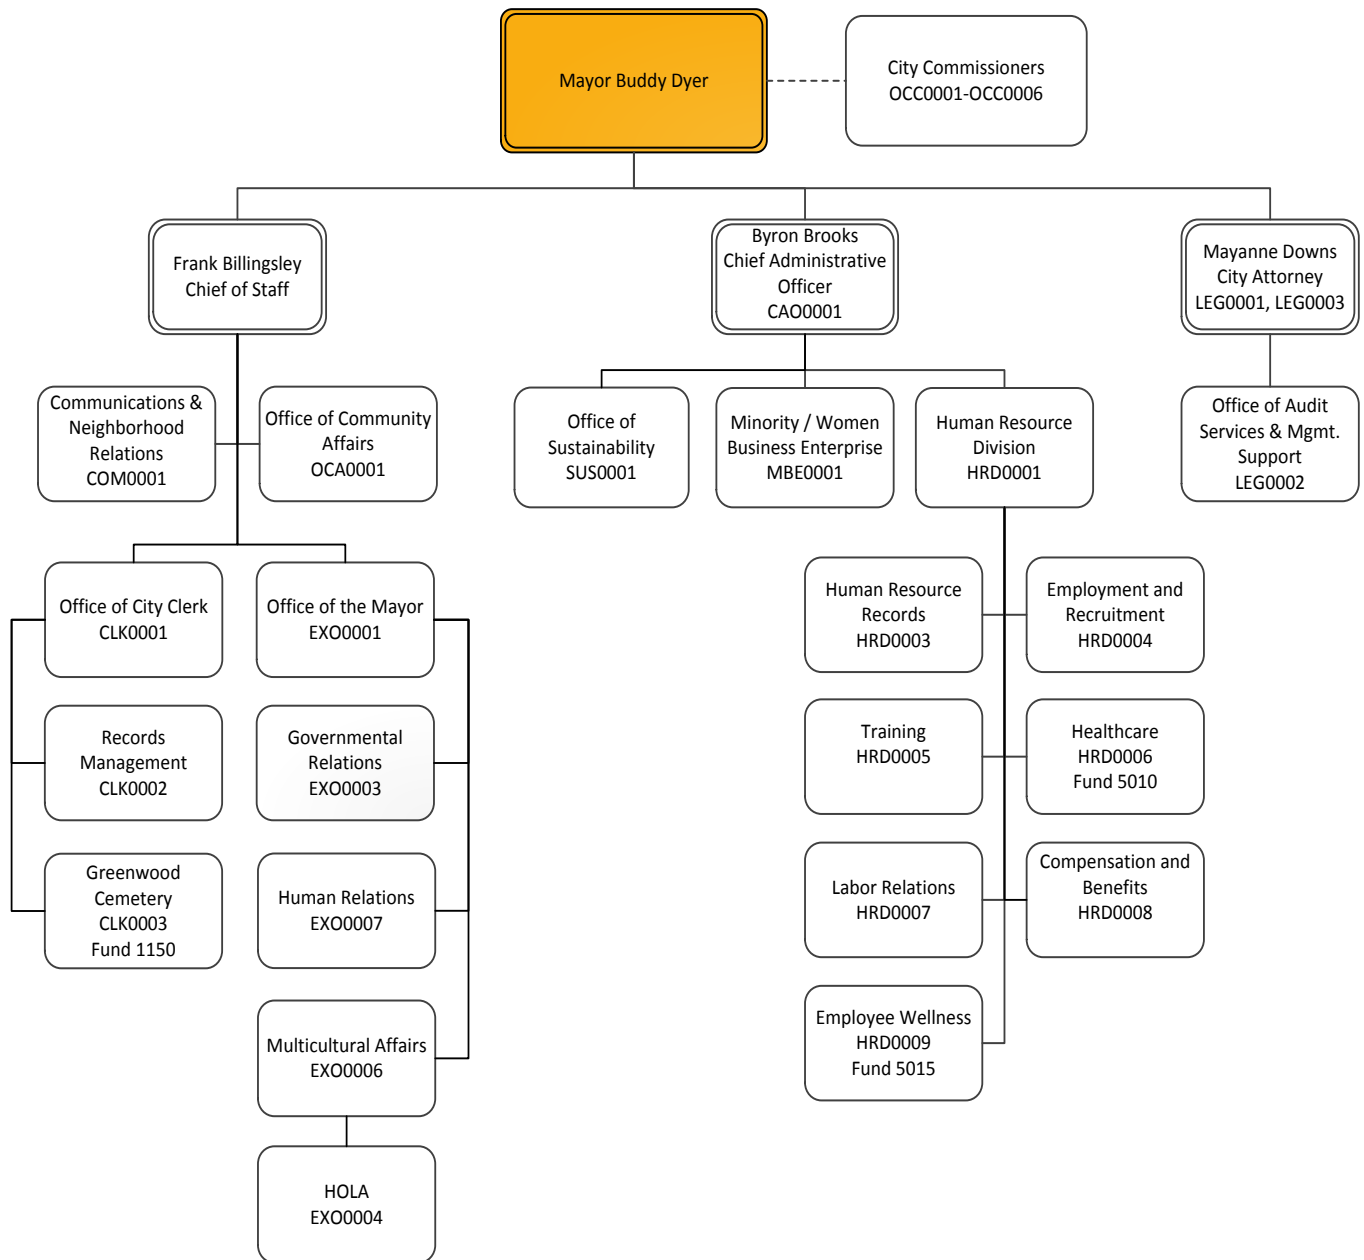 Mayor Buddy Dyer
City Commissioners
OCC0001-OCC0006
Frank Billingsley
Chief of Staff
Byron Brooks
Chief Administrative
Officer
CAO0001
Mayanne Downs
City Attorney
LEG0001, LEG0003
Communications &
Neighborhood
Relations
COM0001
Office of Community
Affairs
OCA0001
Office of
Sustainability
SUS0001
Minority / Women
Business Enterprise
MBE0001
Human Resource
Division
HRD0001
Office of Audit
Services & Mgmt.
Support
LEG0002
Office of City Clerk
CLK0001
Office of the Mayor
EXO0001
Human Resource
Records
HRD0003
Employment and
Recruitment
HRD0004
Records
Management
CLK0002
Governmental
Relations
EXO0003
Training
HRD0005
Healthcare
HRD0006
Fund 5010
Greenwood
Cemetery
CLK0003
Fund 1150
Human Relations
EXO0007
Labor Relations
HRD0007
Compensation and
Benefits
HRD0008
Multicultural Affairs
EXO0006
Employee Wellness
HRD0009
Fund 5015
HOLA
EXO0004